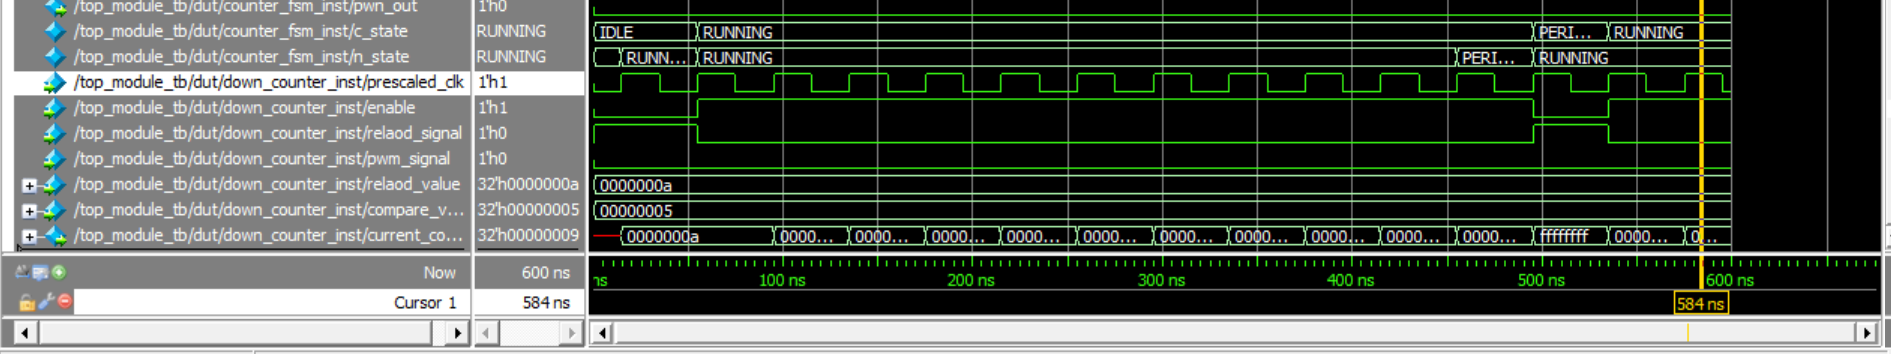 /top_module_tb/dut/counter_fsm_inst/pwn_out 1'h0
/top_module_tb/dut/counter_fsm_inst/c_state RUNNING IDLE RUNNING PERI... RUNNING
/top_module_tb/dut/counter_fsm_inst/n_state RUNNING RUNN... RUNNING PERI... RUNNING
/top_module_tb/dut/down_counter_inst/prescaled_clk 1'h1
/top_module_tb/dut/down_counter_inst/enable 1'h1
/top_module_tb/dut/down_counter_inst/relaod_signal 1'h0
/top_module_tb/dut/down_counter_inst/pwm_signal 1'h0
/top_module_tb/dut/down_counter_inst/relaod_value 32'h0000000a 0000000a
/top_module_tb/dut/down_counter_inst/compare_v... 32'h00000005 00000005
/top_module_tb/dut/down_counter_inst/current_co... 32'h00000009 0000000a 0000... 0000... 0000... 0000... 0000... 0000... 0000... 0000... 0000... 0000... ffffffff 0000... 0...
Now 600 ns ns 100 ns 200 ns 300 ns 400 ns 500 ns 600 ns
Cursor 1 584 ns 584 ns